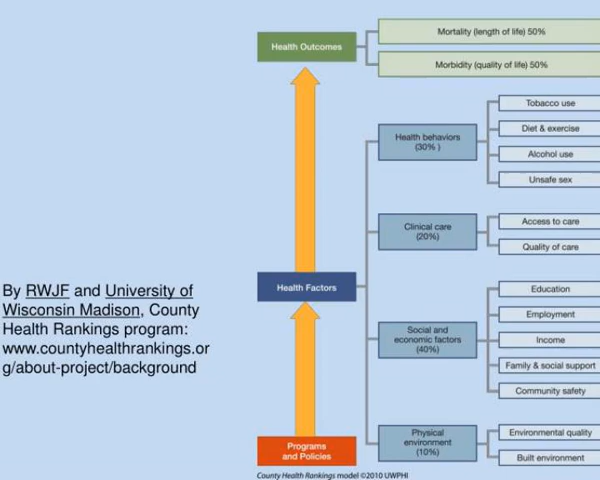 Mortality (length of life) 50%
Health Outcomes
Morbidity (quality of life) 50%
Tobacco use
Health behaviors
(30% )
Diet & exercise
Alcohol use
Unsafe sex
Clinical care
(20%)
Access to care
Quality of care
By RWJF and University of
Wisconsin Madison, County
Health Rankings program:
www.countyhealthrankings.or
g/about-project/background
Health Factors
Social and
economic factors
(40%)
Education
Employment
Income
Family & social support
Community safety
Physical
environment
(10%)
Environmental quality
Built environment
Programs
and Policies
County Health Rankings model ©2010 UWPHI